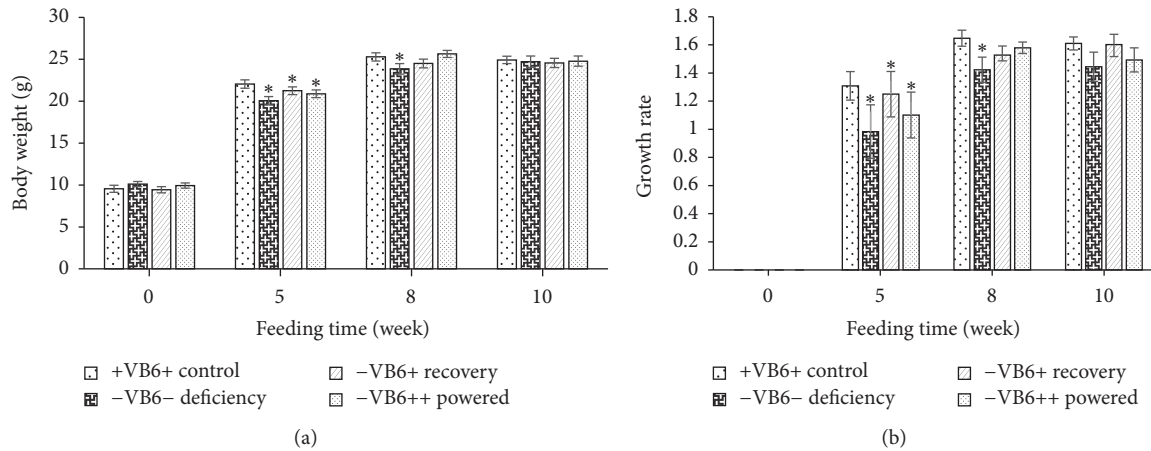 Body weight (g)
30
25
20
15
10
5
0
* * *
*
0 5 8 10
Feeding time (week)
+VB6+ control
−VB6− deficiency
−VB6+ recovery
−VB6++ powered
(a)
Growth rate
1.8
1.6
1.4
1.2
1
0.8
0.6
0.4
0.2
0
* * *
*
0 5 8 10
Feeding time (week)
+VB6+ control
−VB6− deficiency
−VB6+ recovery
−VB6++ powered
(b)